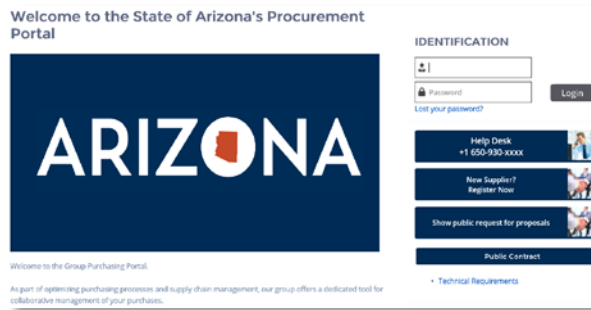 Welcome to the State of Arizona's Procurement
Portal
IDENTIFICATION
Password
Login
Lost your password?
ARIZONA
Help Desk
+1 650-930-xxxx
New Supplier?
Register Now
Show public request for proposals
Public Contract
Technical Requirements
Welcome to the Group Purchasing Portal.
As part of optimizing purchasing processes and supply chain management, our group offers a dedicated tool for
collaborative management of your purchases.